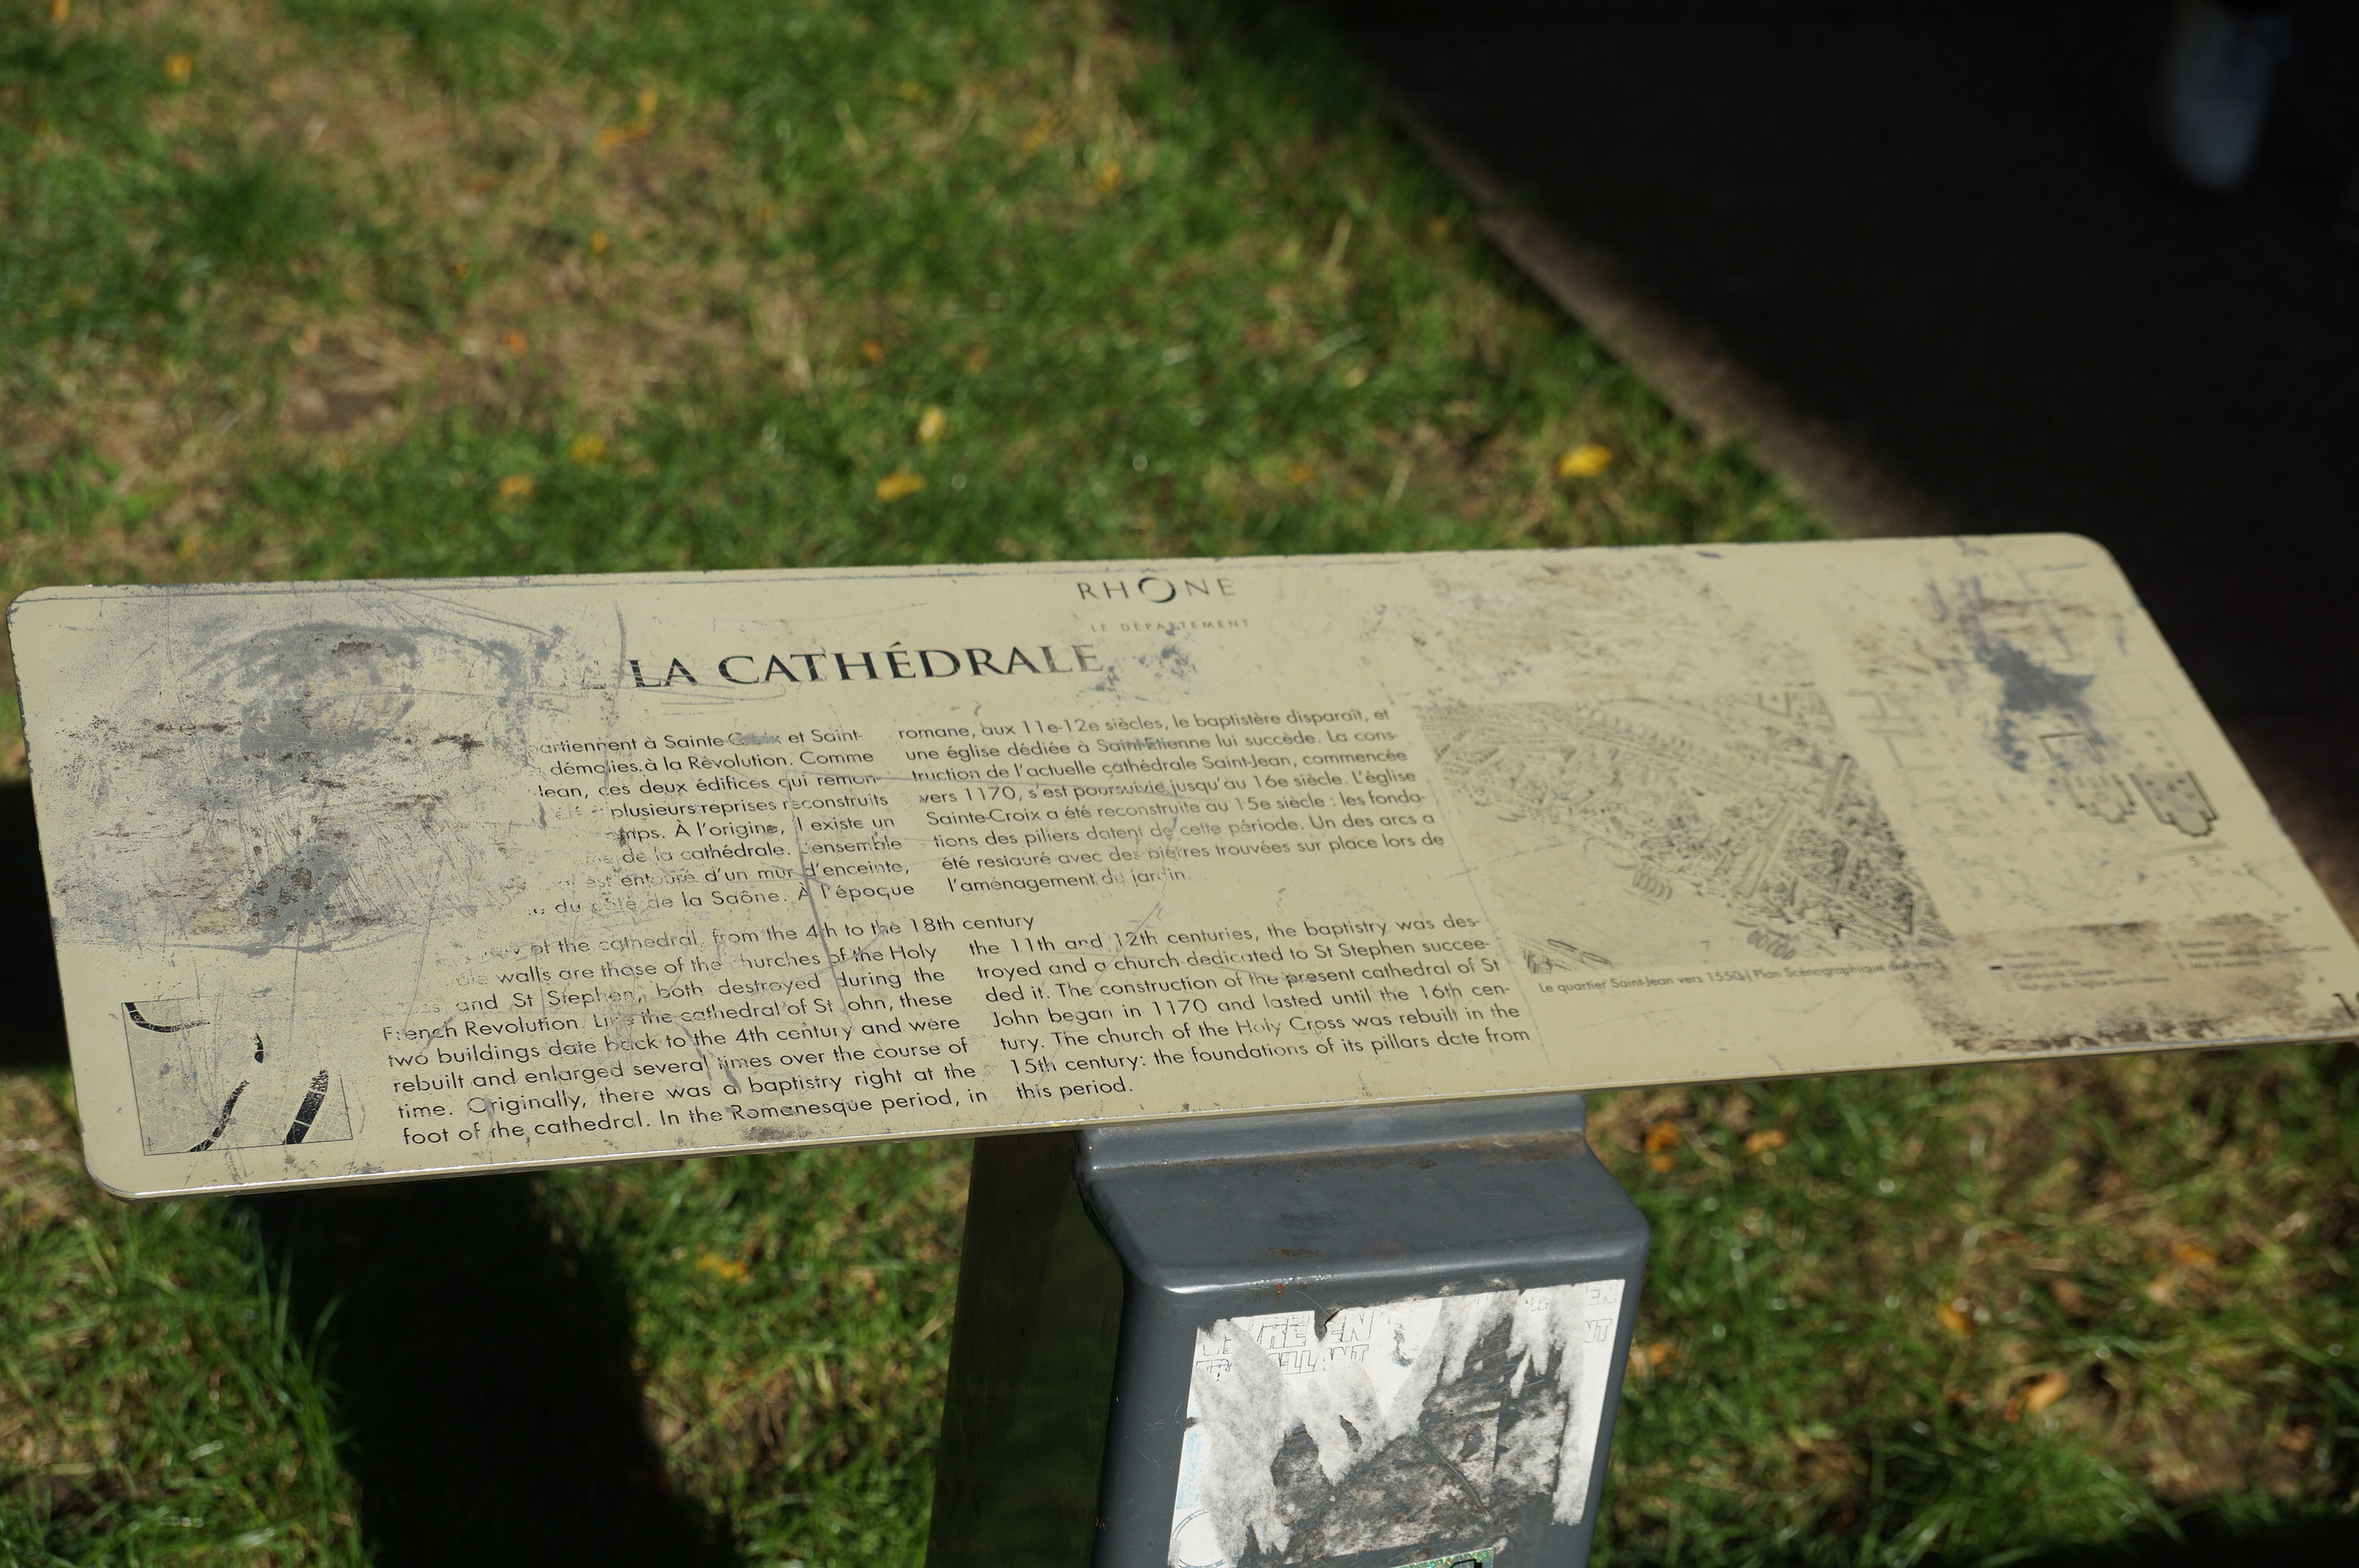 RHÔNE
LE DÉPARTEMENT
LA CATHÉDRALE
à Sainte-Croix et Saint-
démolies à la Révolution. Comme
Jean, ces deux édifices qui remon-
plusieurs reprises reconstruits
À l'origine, il existe un
de la cathédrale. L'ensemble
est entouré d'un mur d'enceinte,
du côté de la Saône. À l'époque
romane, aux 11e-12e siècles, le baptistère disparaît, et
une église dédiée à Saint-Etienne lui succède. La cons-
truction de l'actuelle cathédrale Saint-Jean, commencée
vers 1170, s'est poursuivie jusqu'au 16e siècle. L'église
Sainte-Croix a été reconstruite au 15e siècle : les fonda-
tions des piliers datent de cette période. Un des arcs a
été restauré avec des pierres trouvées sur place lors de
l'aménagement du jardin.
of the cathedral, from the 4th to the 18th century
walls are those of the churches of the Holy
and St Stephen, both destroyed during the
French Revolution. Like the cathedral of St John, these
two buildings date back to the 4th century and were
rebuilt and enlarged several times over the course of
time. Originally, there was a baptistry right at the
foot of the cathedral. In the Romanesque period, in
the 11th and 12th centuries, the baptistry was des-
troyed and a church dedicated to St Stephen succee-
ded it. The construction of the present cathedral of St
John began in 1170 and lasted until the 16th cen-
tury. The church of the Holy Cross was rebuilt in the
15th century: the foundations of its pillars date from
this period.
Le quartier Saint-Jean vers 1550 | Plan Scénographique